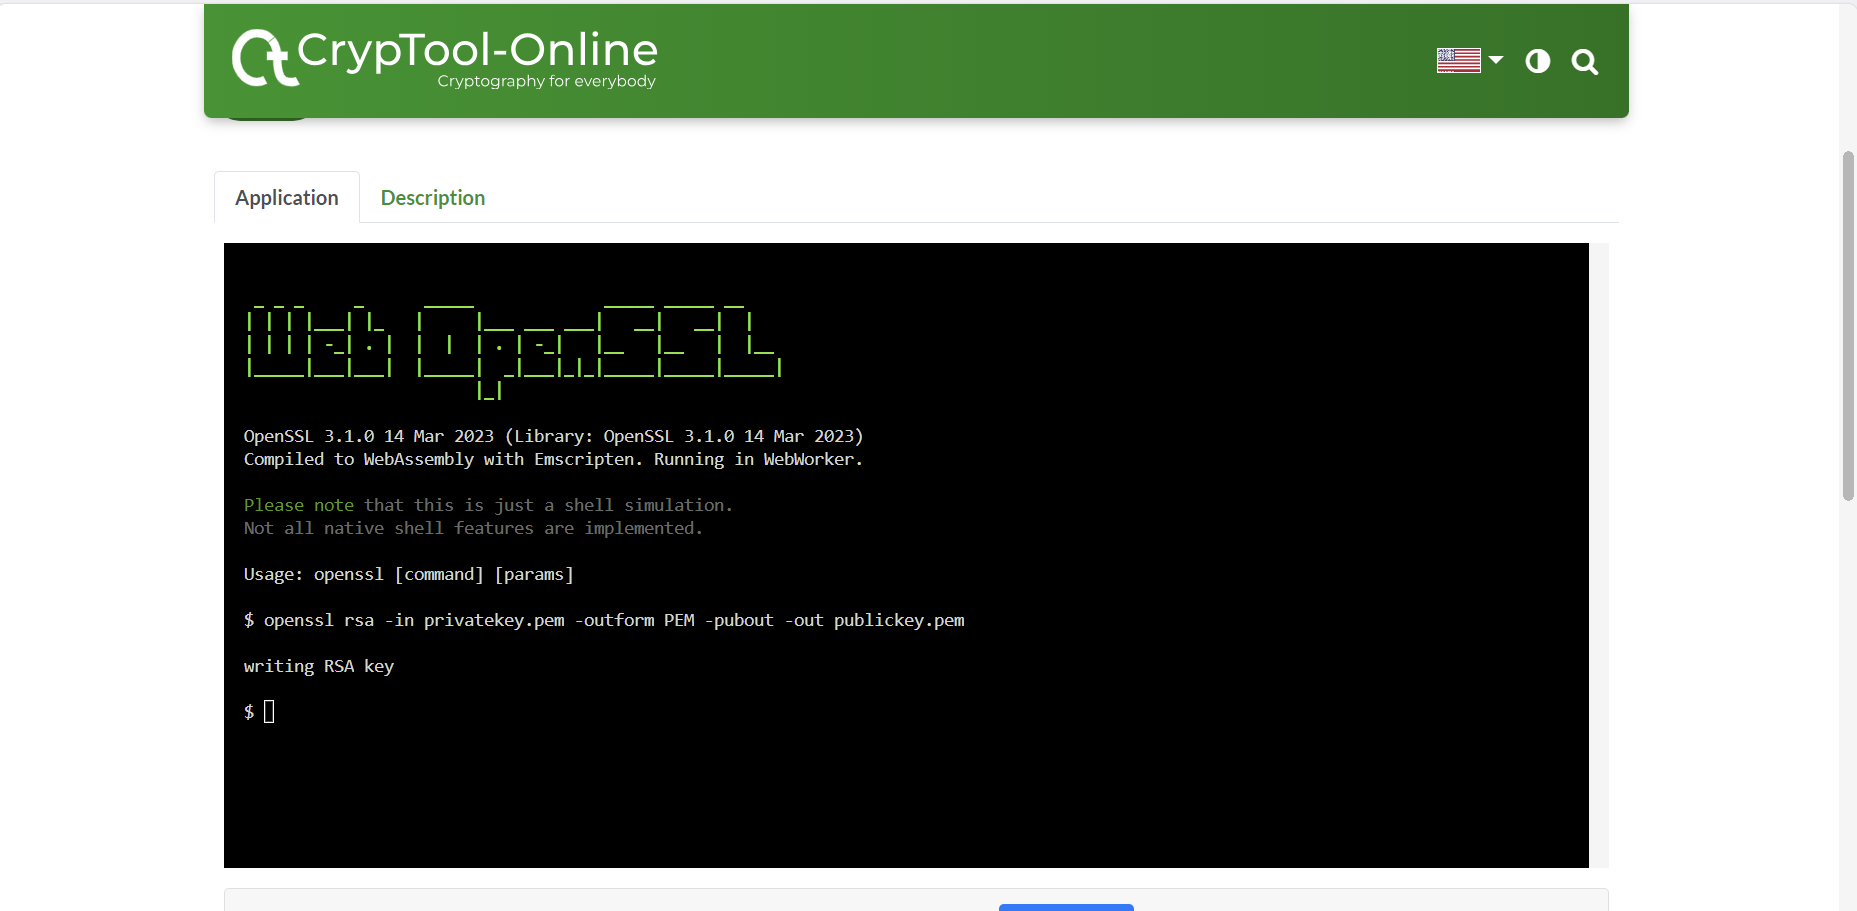 CrypTool-Online
Cryptography for everybody
Application
Description
Web OpenSSL
OpenSSL 3.1.0 14 Mar 2023 (Library: OpenSSL 3.1.0 14 Mar 2023)
Compiled to WebAssembly with Emscripten. Running in WebWorker.
Please note that this is just a shell simulation.
Not all native shell features are implemented.
Usage: openssl [command] [params]
$ openssl rsa -in privatekey.pem -outform PEM -pubout -out publickey.pem
writing RSA key
$